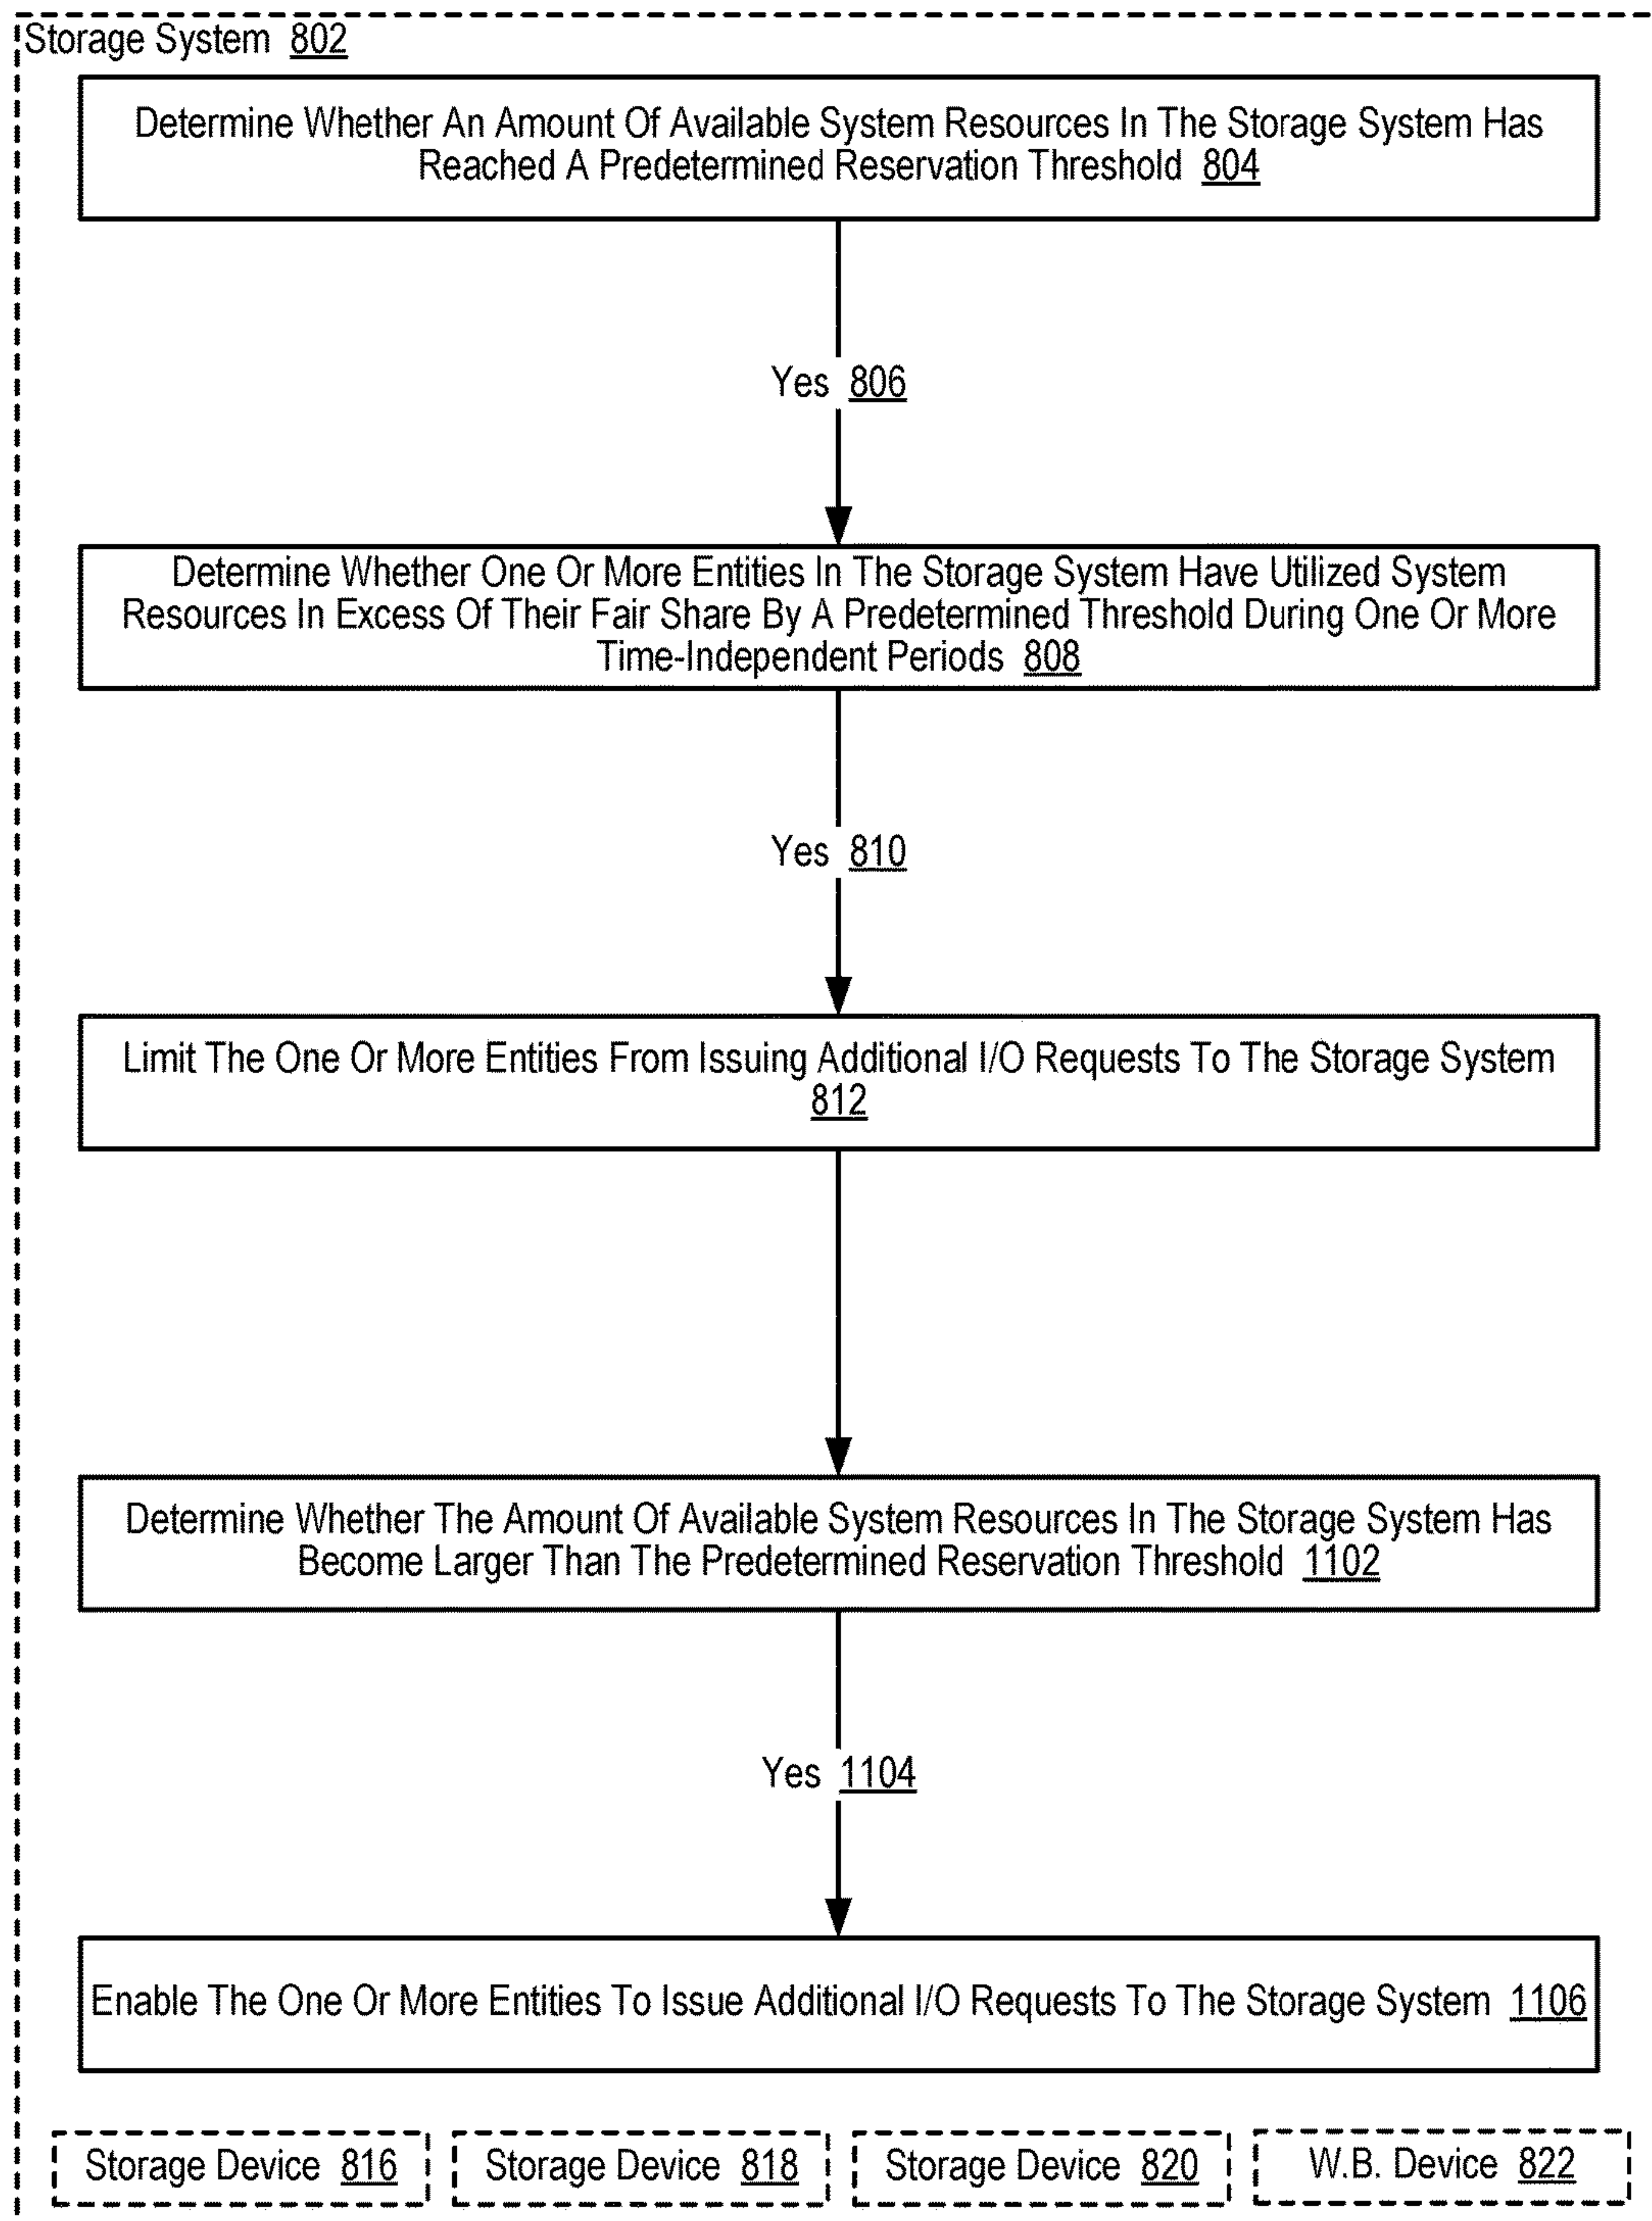 Storage System 802
Determine Whether An Amount Of Available System Resources In The Storage System Has
Reached A Predetermined Reservation Threshold 804
Yes 806
Determine Whether One Or More Entities In The Storage System Have Utilized System
Resources In Excess Of Their Fair Share By A Predetermined Threshold During One Or More
Time-Independent Periods 808
Yes 810
Limit The One Or More Entities From Issuing Additional I/O Requests To The Storage System
812
Determine Whether The Amount Of Available System Resources In The Storage System Has
Become Larger Than The Predetermined Reservation Threshold 1102
Yes 1104
Enable The One Or More Entities To Issue Additional I/O Requests To The Storage System 1106
Storage Device 816
Storage Device 818
Storage Device 820
W.B. Device 822